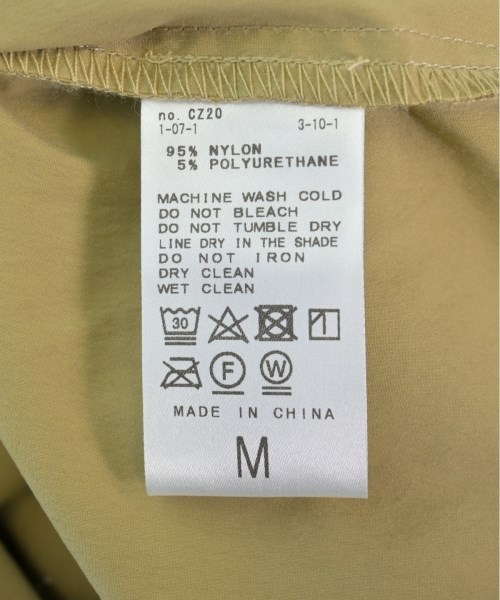 no. CZ20
1-07-1 3-10-1
95% NYLON
5% POLYURETHANE
MACHINE WASH COLD
DO NOT BLEACH
DO NOT TUMBLE DRY
LINE DRY IN THE SHADE
DO NOT IRON
DRY CLEAN
WET CLEAN
30
F W
MADE IN CHINA
M